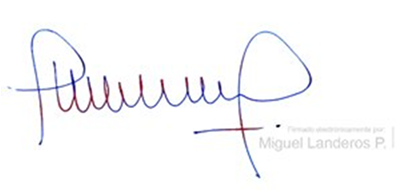 Firmado electrónicamente por:
Miguel Landeros P.